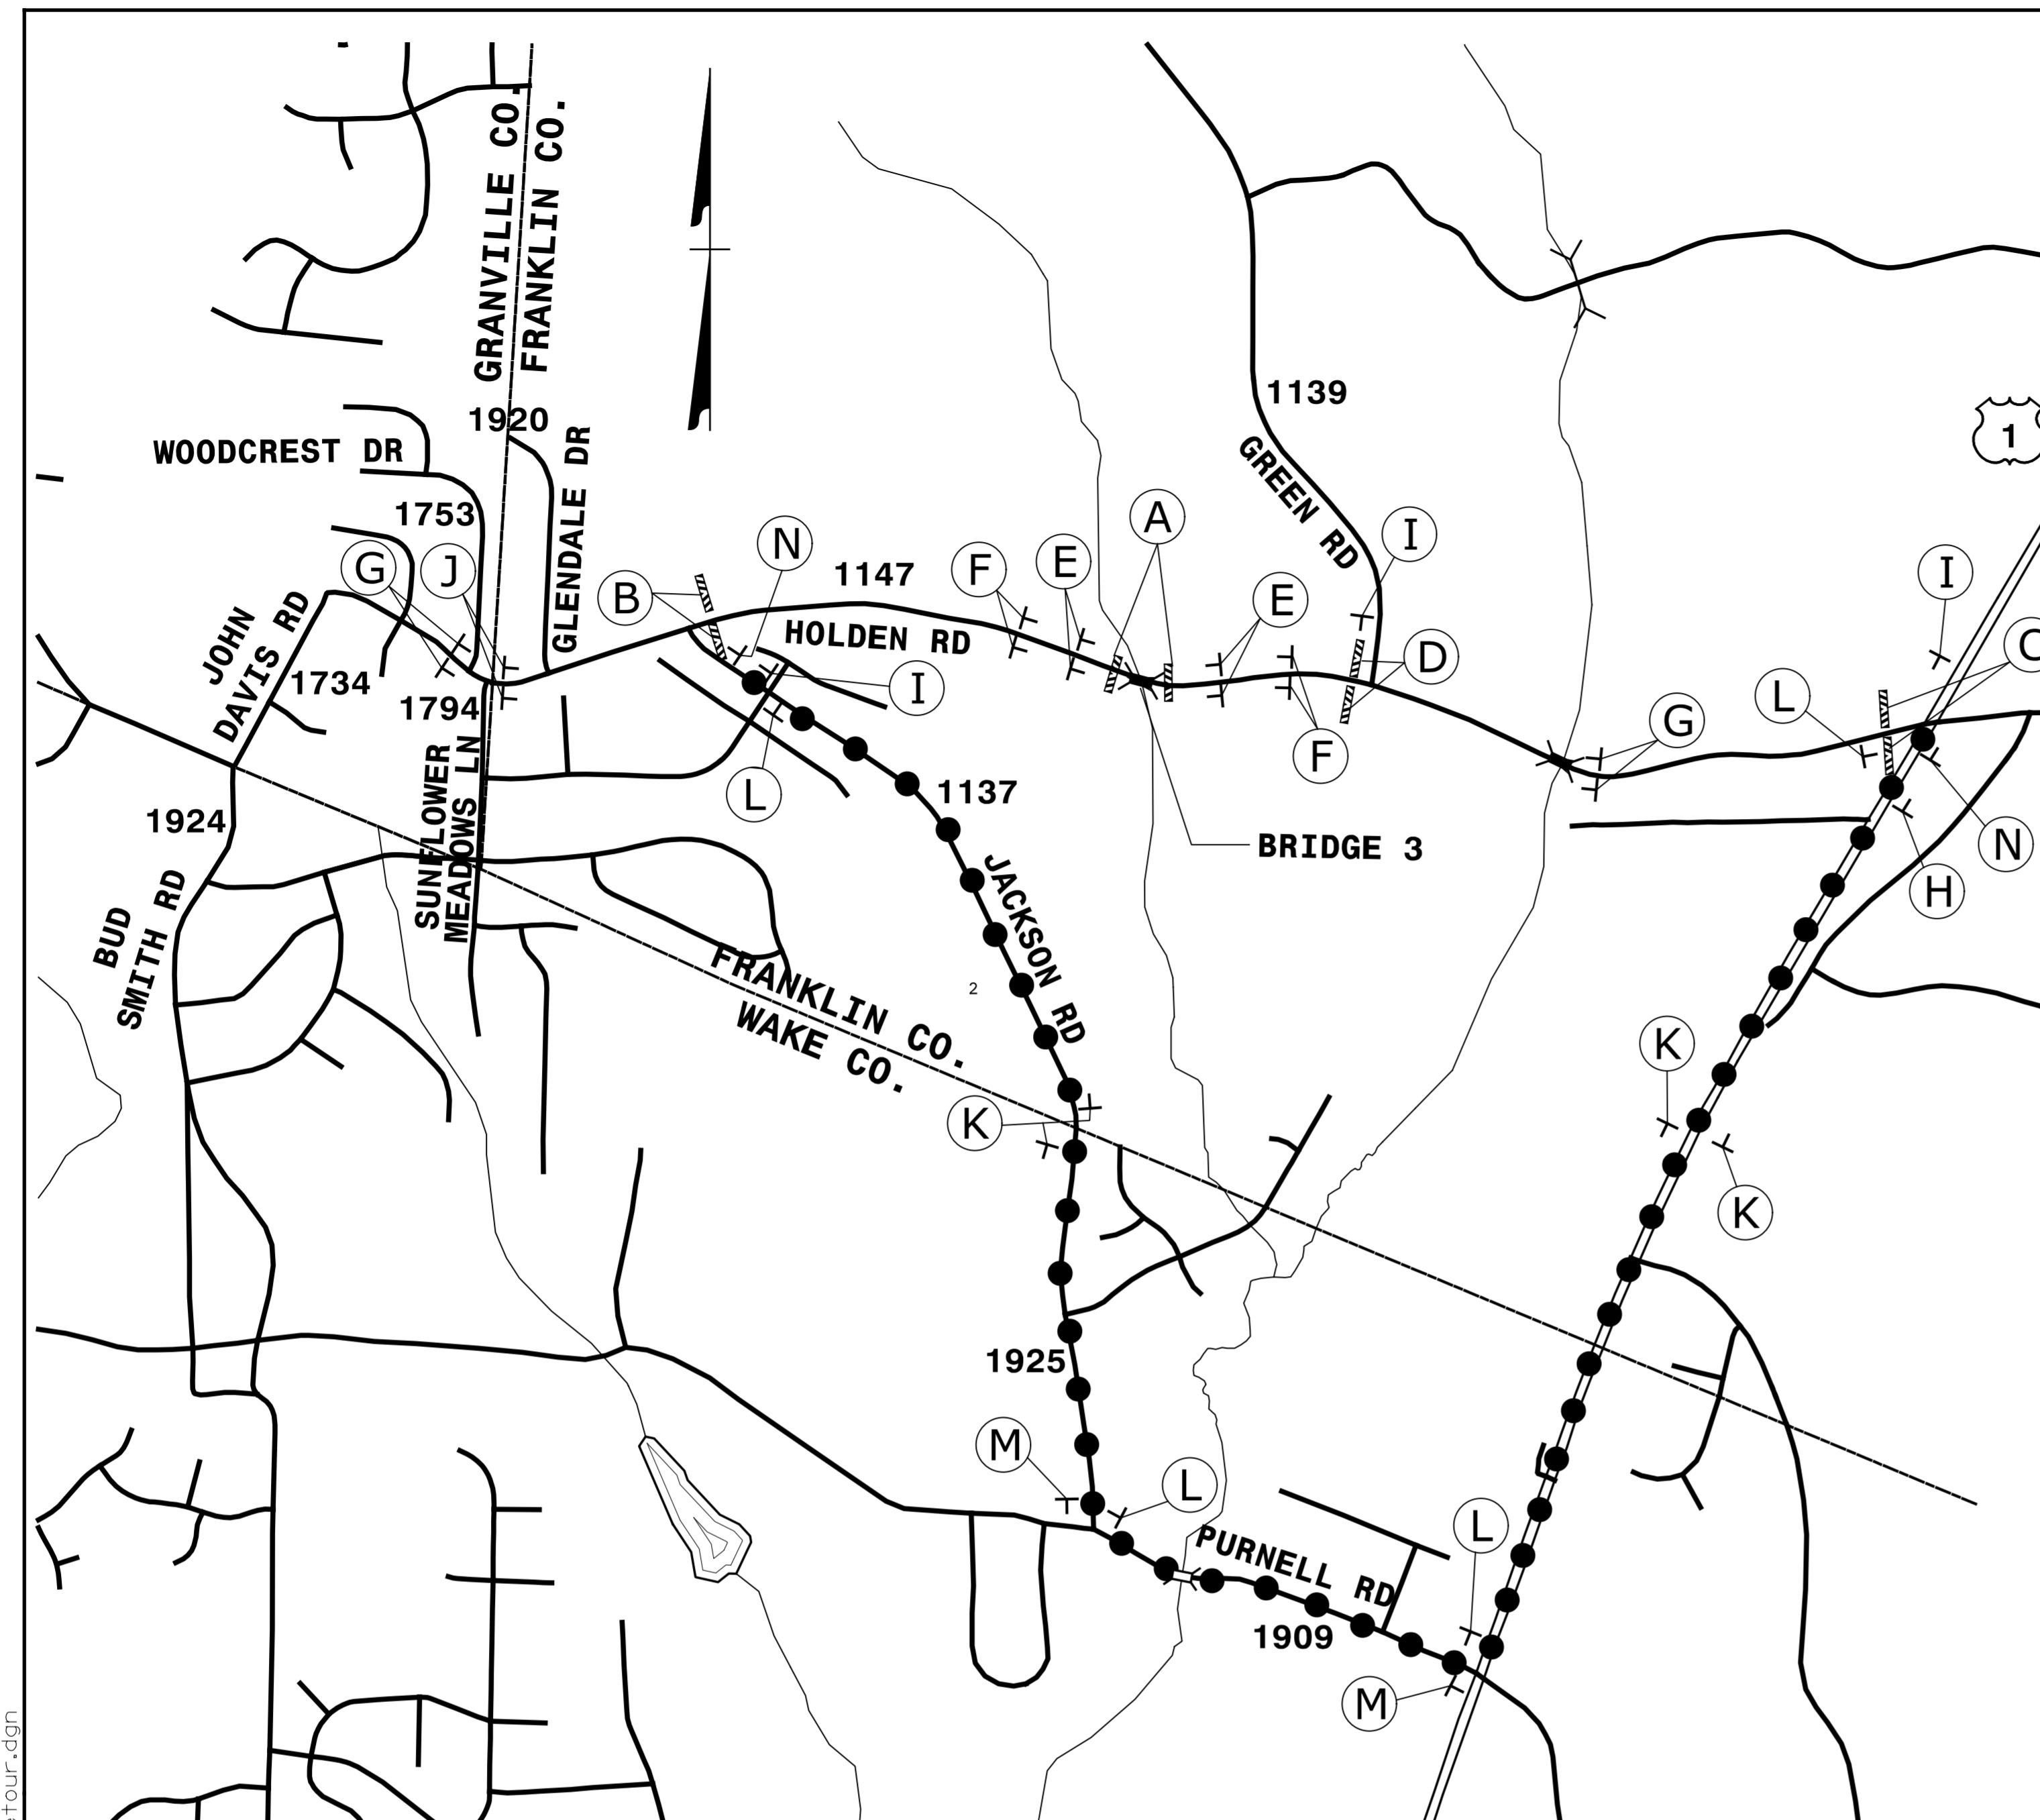 GRANVILLE CO.
FRANKLIN CO.
1139
1
1920
WOODCREST DR
GLENDALE DR
GREEN RD
1753
A
I
N
G
J
B
1147
F
E
E
I
HOLDEN RD
JOHN
DAVIS RD
1734
1794
I
D
L
C
G
F
L
1137
SUNFLOWER
MEADOWS LN
1924
BRIDGE 3
N
H
BUD
SMITH RD
JACKSON RD
2
FRANKLIN CO.
WAKE CO.
K
K
K
1925
M
L
L
PURNELL RD
1909
M
etour.dgn